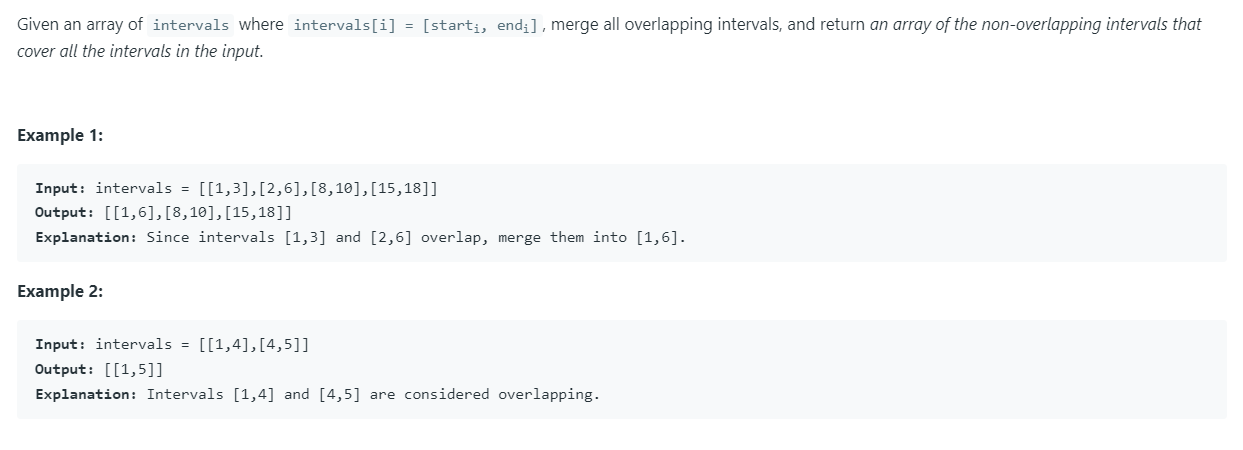 Given an array of intervals where intervals[i] = [startᵢ, endᵢ], merge all overlapping intervals, and return an array of the non-overlapping intervals that
cover all the intervals in the input.
Example 1:
Input: intervals = [[1,3],[2,6],[8,10],[15,18]]
Output: [[1,6],[8,10],[15,18]]
Explanation: Since intervals [1,3] and [2,6] overlap, merge them into [1,6].
Example 2:
Input: intervals = [[1,4],[4,5]]
Output: [[1,5]]
Explanation: Intervals [1,4] and [4,5] are considered overlapping.